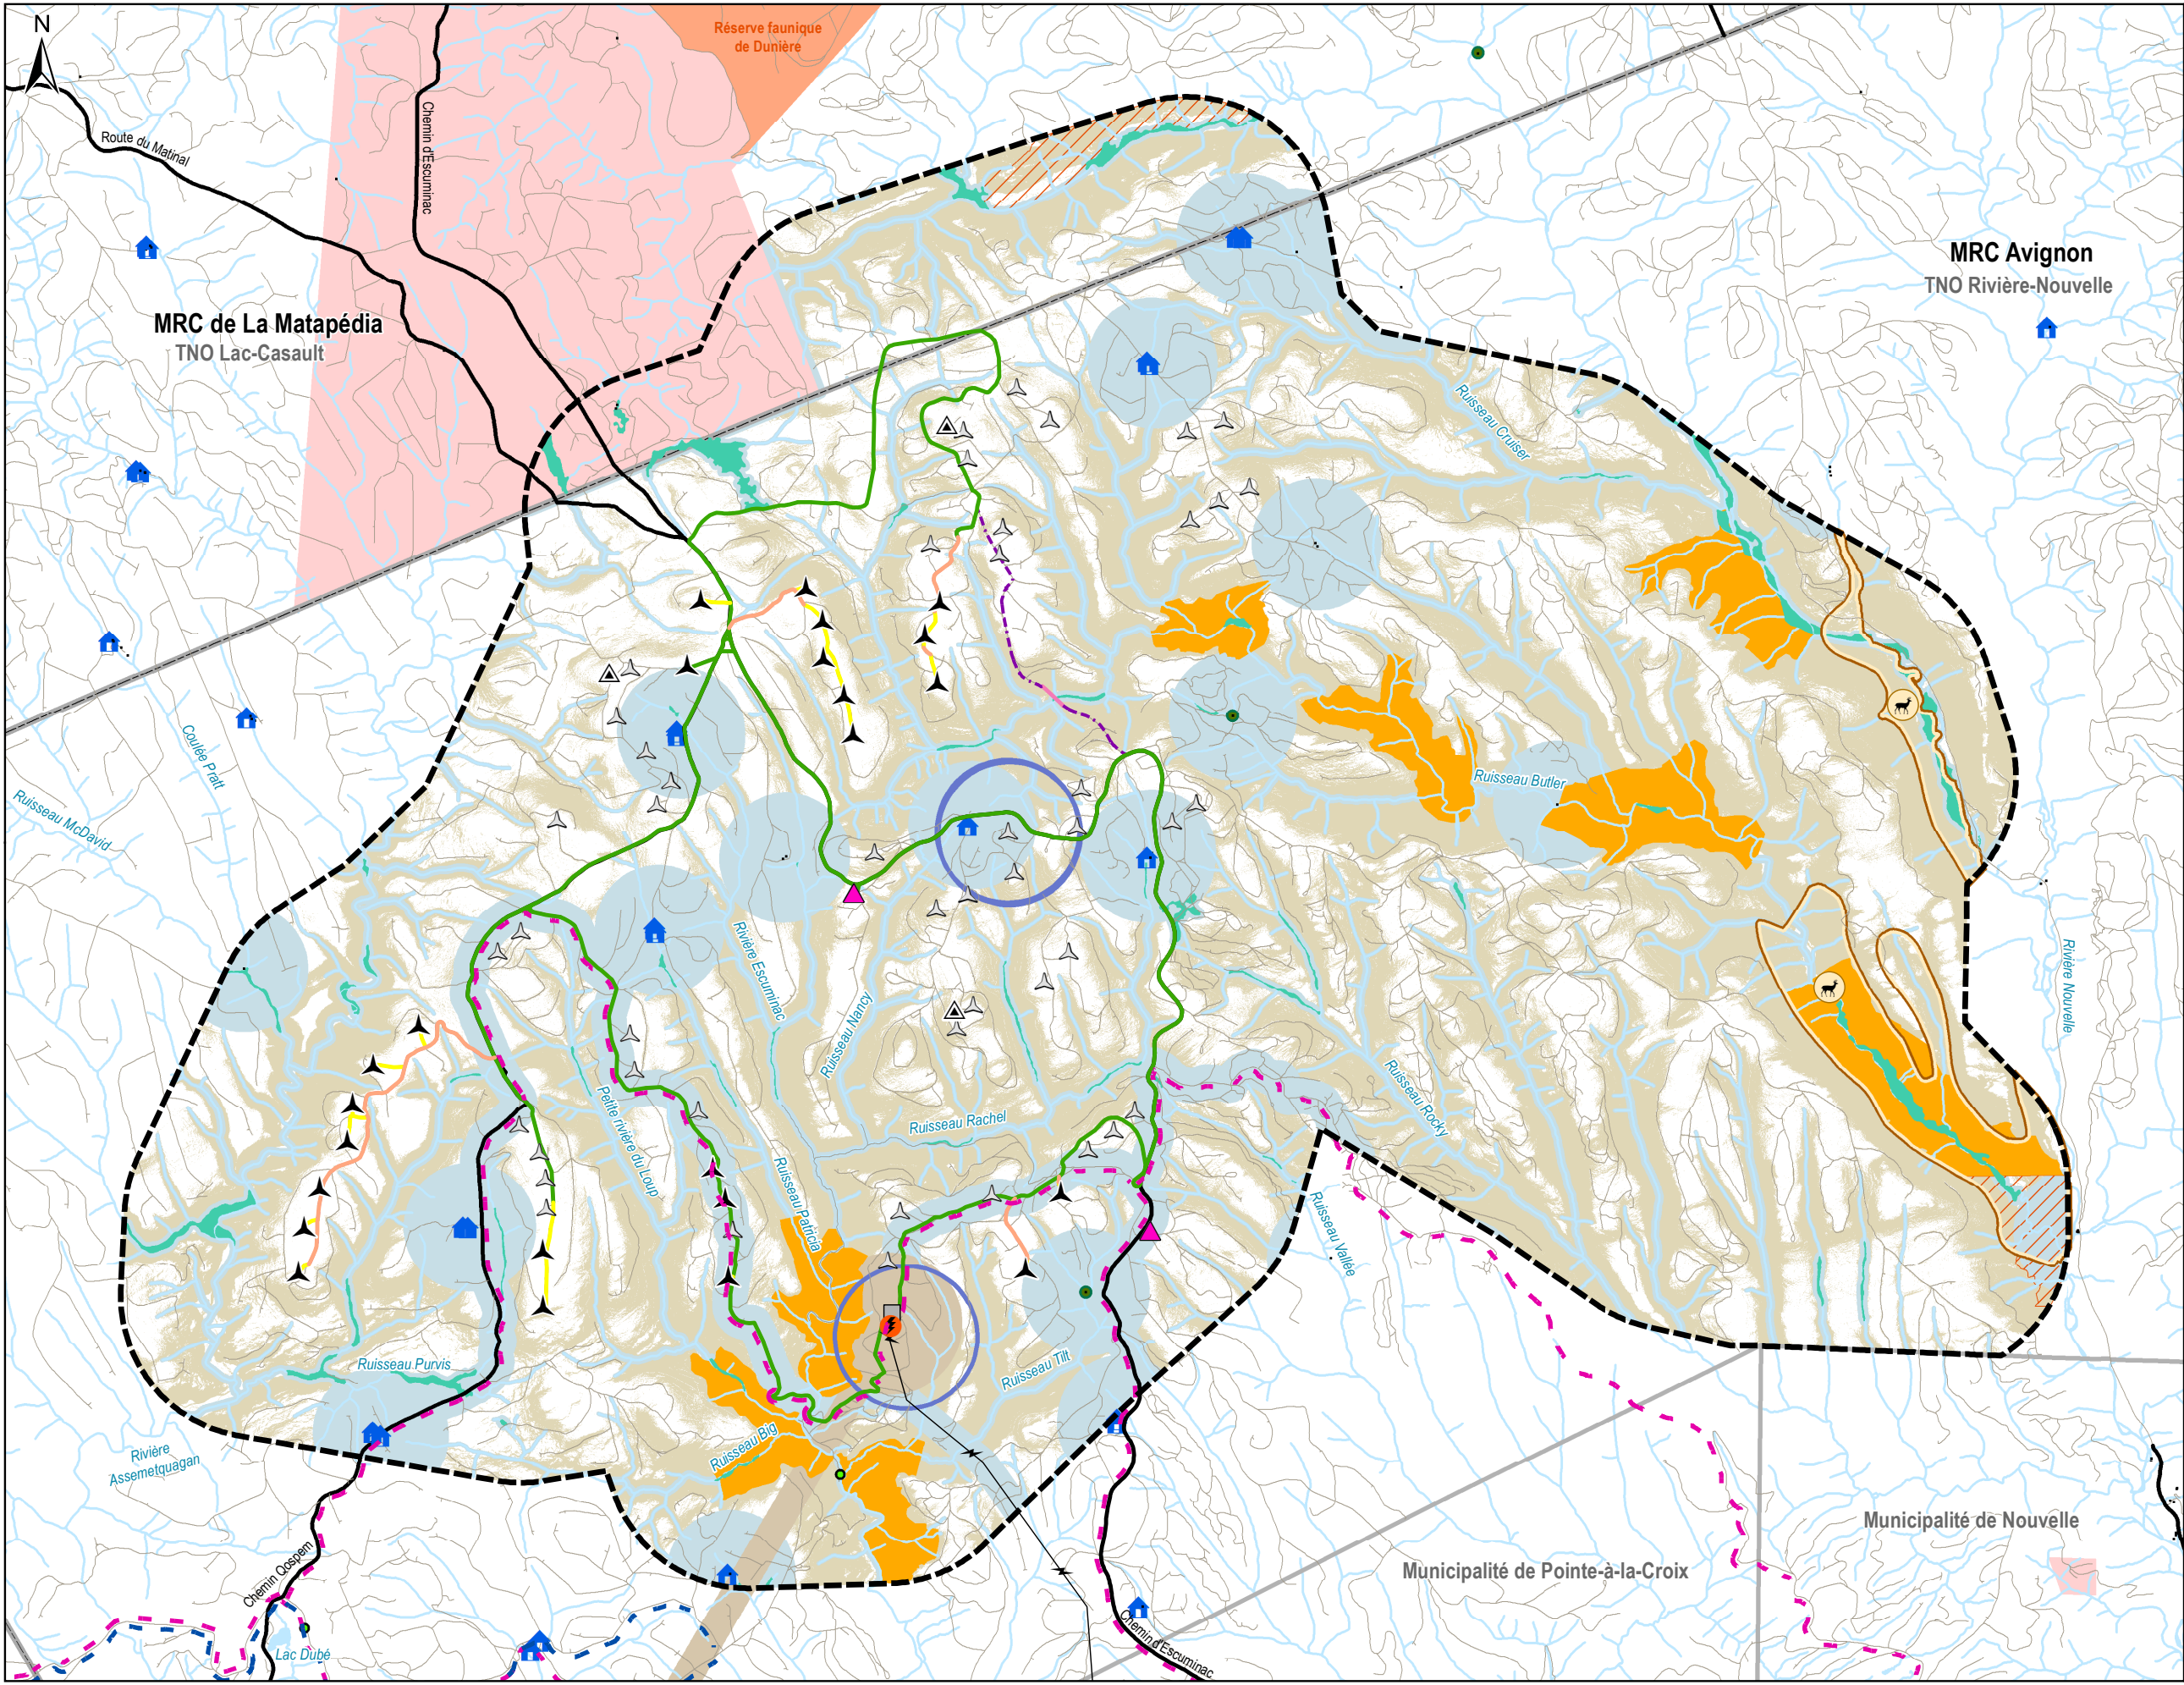 N
Réserve faunique
de Dunière
Route du Matinal
Chemin d'Escuminac
MRC Avignon
TNO Rivière-Nouvelle
MRC de La Matapédia
TNO Lac-Casault
Ruisseau Cruiser
Coulée Pratt
Ruisseau McDavid
Ruisseau Butler
Rivière Escuminac
Rivière Nouvelle
Ruisseau Nancy
Ruisseau Rocky
Petite rivière du Loup
Ruisseau Rachel
Ruisseau Patricia
Ruisseau Vallée
Ruisseau Purvis
Ruisseau Tilt
Ruisseau Big
Rivière
Assemetquagan
Municipalité de Nouvelle
Municipalité de Pointe-à-la-Croix
Chemin Qospem
Lac Dubé
Chemin d'Escuminac